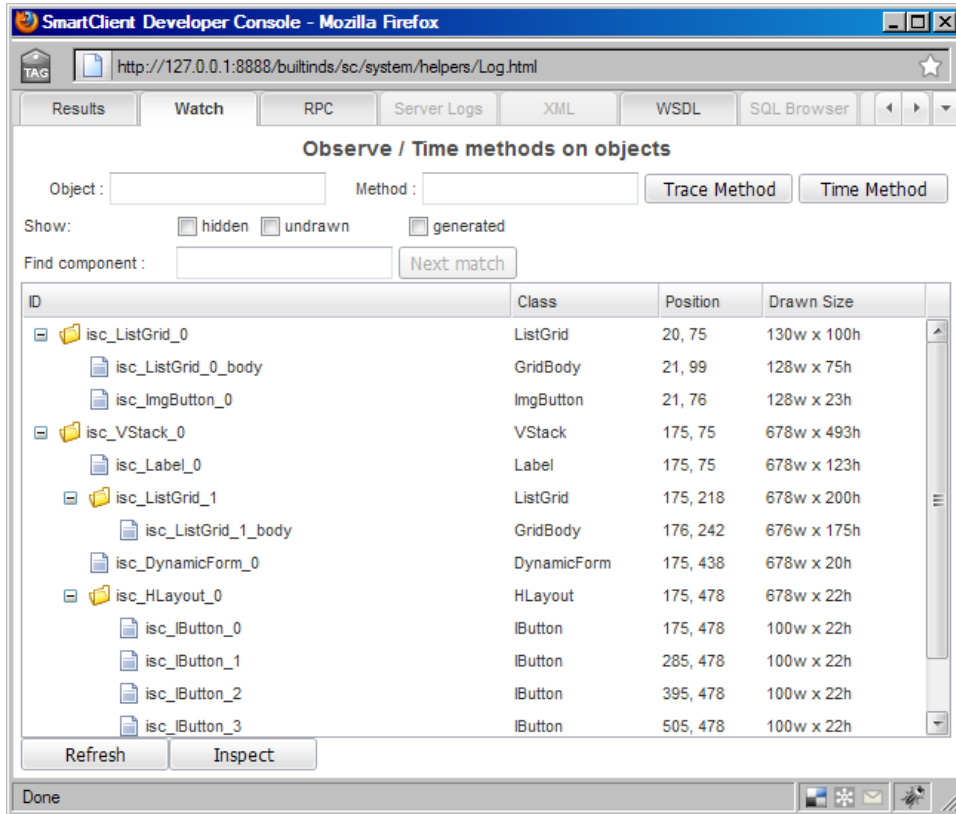 SmartClient Developer Console - Mozilla Firefox
TAG http://127.0.0.1:8888/builtinds/sc/system/helpers/Log.html
Results Watch RPC Server Logs XML WSDL SQL Browser
Observe / Time methods on objects
Object : Method : Trace Method Time Method
Show: hidden undrawn generated
Find component : Next match
ID Class Position Drawn Size
isc_ListGrid_0 ListGrid 20, 75 130w x 100h
isc_ListGrid_0_body GridBody 21, 99 128w x 75h
isc_ImgButton_0 ImgButton 21, 76 128w x 23h
isc_VStack_0 VStack 175, 75 678w x 493h
isc_Label_0 Label 175, 75 678w x 123h
isc_ListGrid_1 ListGrid 175, 218 678w x 200h
isc_ListGrid_1_body GridBody 176, 242 676w x 175h
isc_DynamicForm_0 DynamicForm 175, 438 678w x 20h
isc_HLayout_0 HLayout 175, 478 678w x 22h
isc_IButton_0 IButton 175, 478 100w x 22h
isc_IButton_1 IButton 285, 478 100w x 22h
isc_IButton_2 IButton 395, 478 100w x 22h
isc_IButton_3 IButton 505, 478 100w x 22h
Refresh Inspect
Done